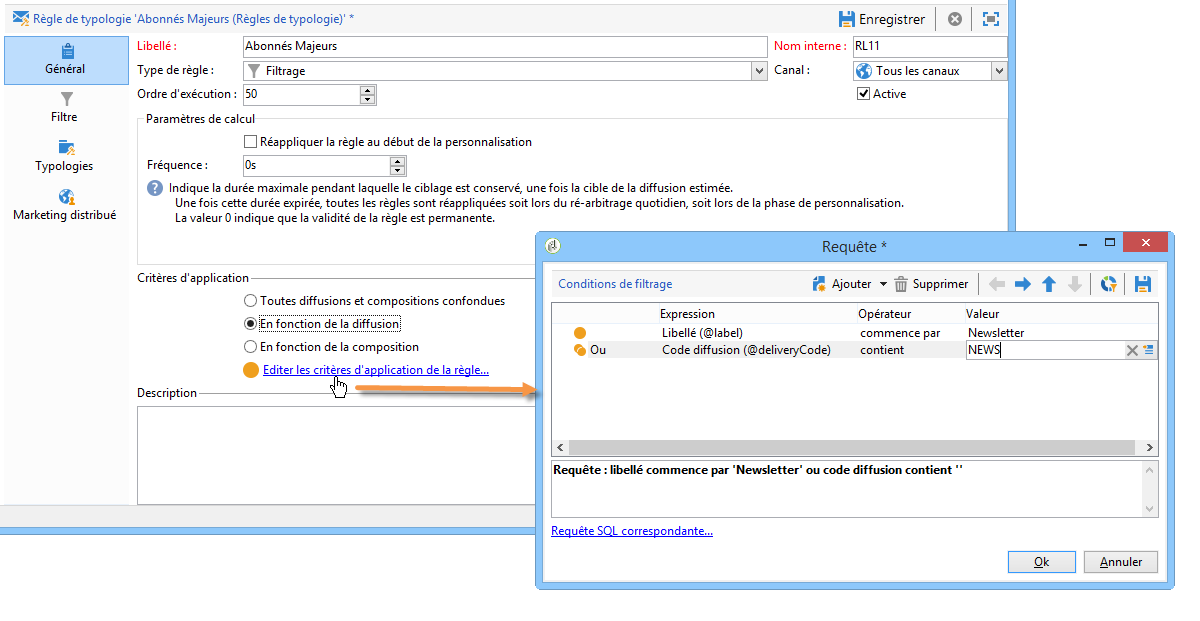 Règle de typologie 'Abonnés Majeurs (Règles de typologie)' *
Enregistrer
Général
Filtre
Typologies
Marketing distribué
Libellé : Abonnés Majeurs Nom interne : RL11
Type de règle : Filtrage Canal : Tous les canaux
Ordre d'exécution : 50 Active
Paramètres de calcul
Réappliquer la règle au début de la personnalisation
Fréquence : 0s
? Indique la durée maximale pendant laquelle le ciblage est conservé, une fois la cible de la diffusion estimée.
Une fois cette durée expirée, toutes les règles sont réappliquées soit lors du ré-arbitrage quotidien, soit lors de la phase de personnalisation.
La valeur 0 indique que la validité de la règle est permanente.
Critères d'application
Toutes diffusions et compositions confondues
En fonction de la diffusion
En fonction de la composition
Editer les critères d'application de la règle...
Description
Requête *
Conditions de filtrage Ajouter Supprimer
Expression Opérateur Valeur
Libellé (@label) commence par Newsletter
Ou Code diffusion (@deliveryCode) contient NEWS
Requête : libellé commence par 'Newsletter' ou code diffusion contient ''
Requête SQL correspondante...
Ok Annuler